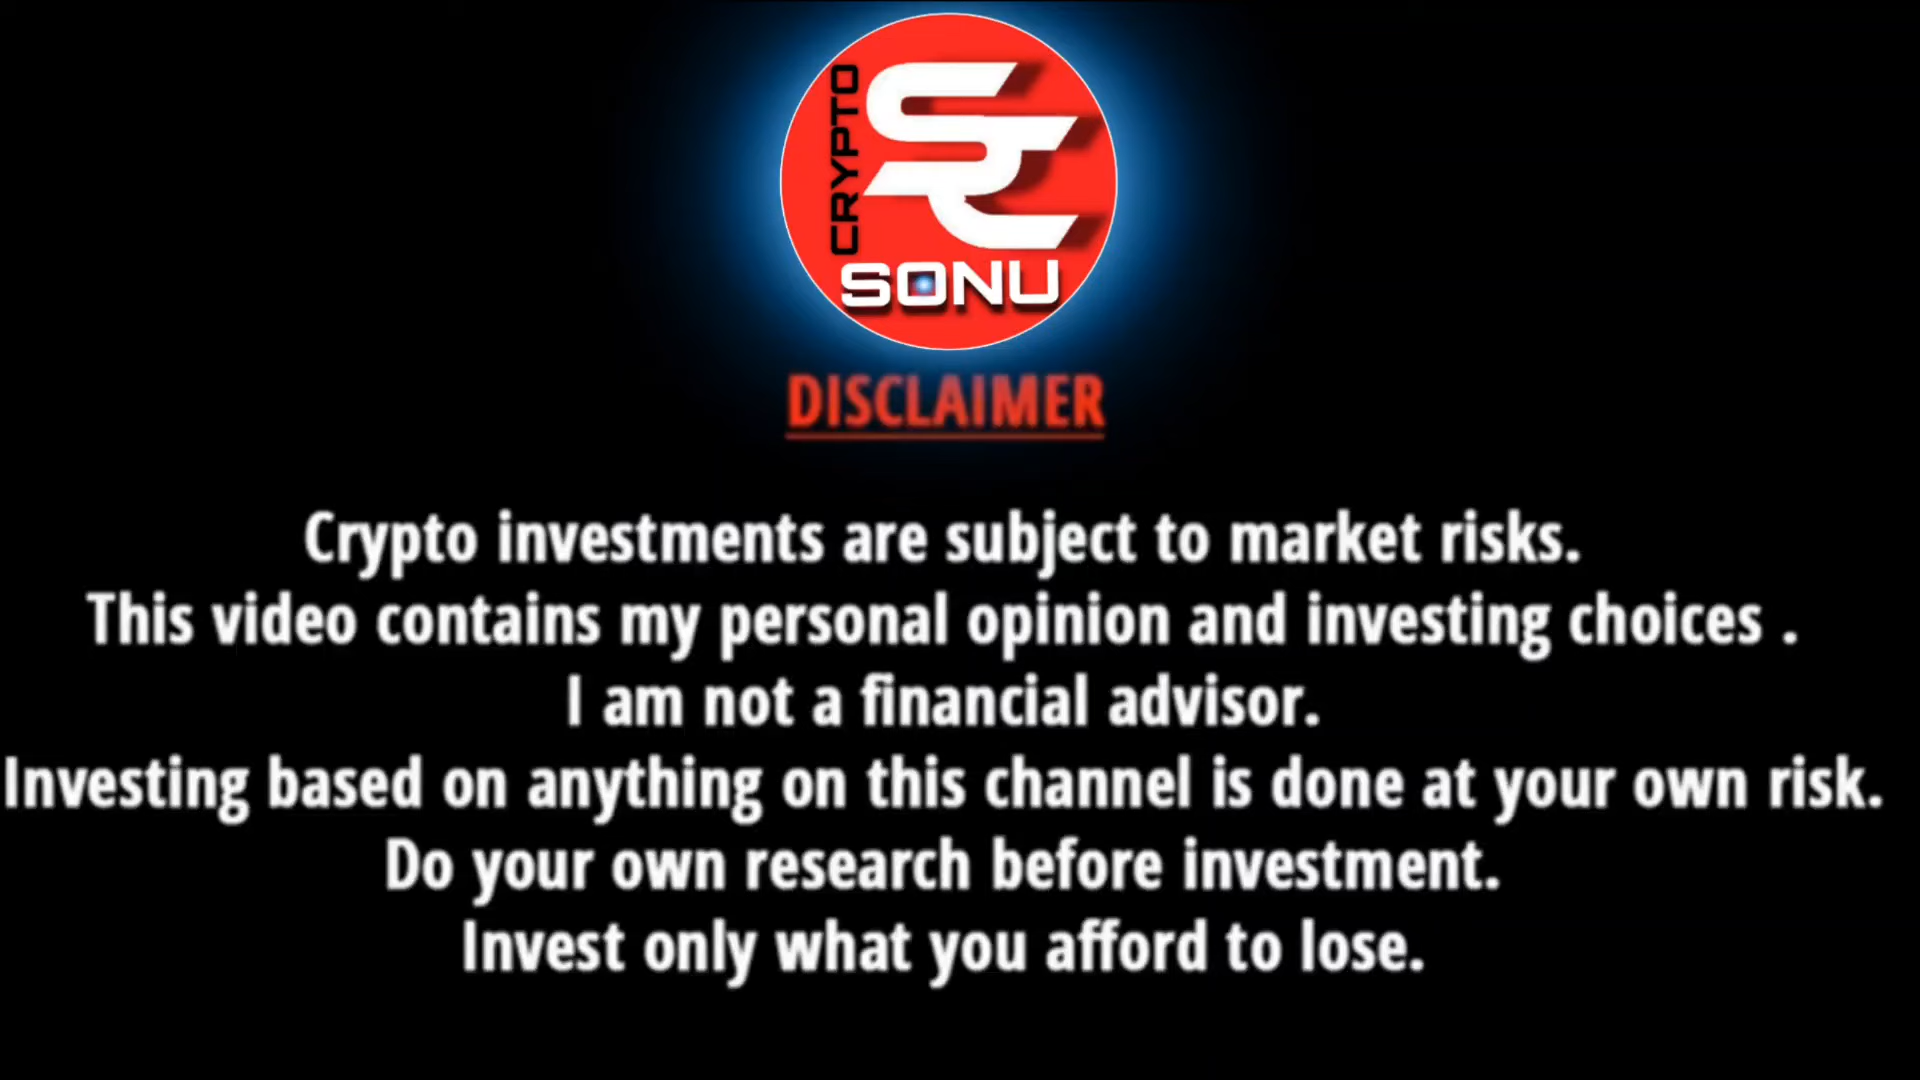 CRYPTO
SC
SONU
DISCLAIMER
Crypto investments are subject to market risks.
This video contains my personal opinion and investing choices .
I am not a financial advisor.
Investing based on anything on this channel is done at your own risk.
Do your own research before investment.
Invest only what you afford to lose.